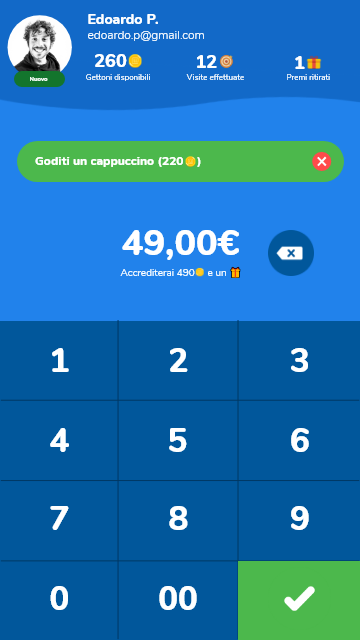 Edoardo P.
edoardo.p@gmail.com
Nuovo
260 12 1
Gettoni disponibili Visite effettuate Premi ritirati
Goditi un cappuccino (220)
49,00€
Accrediterai 490 e un
1 2 3
4 5 6
7 8 9
0 00